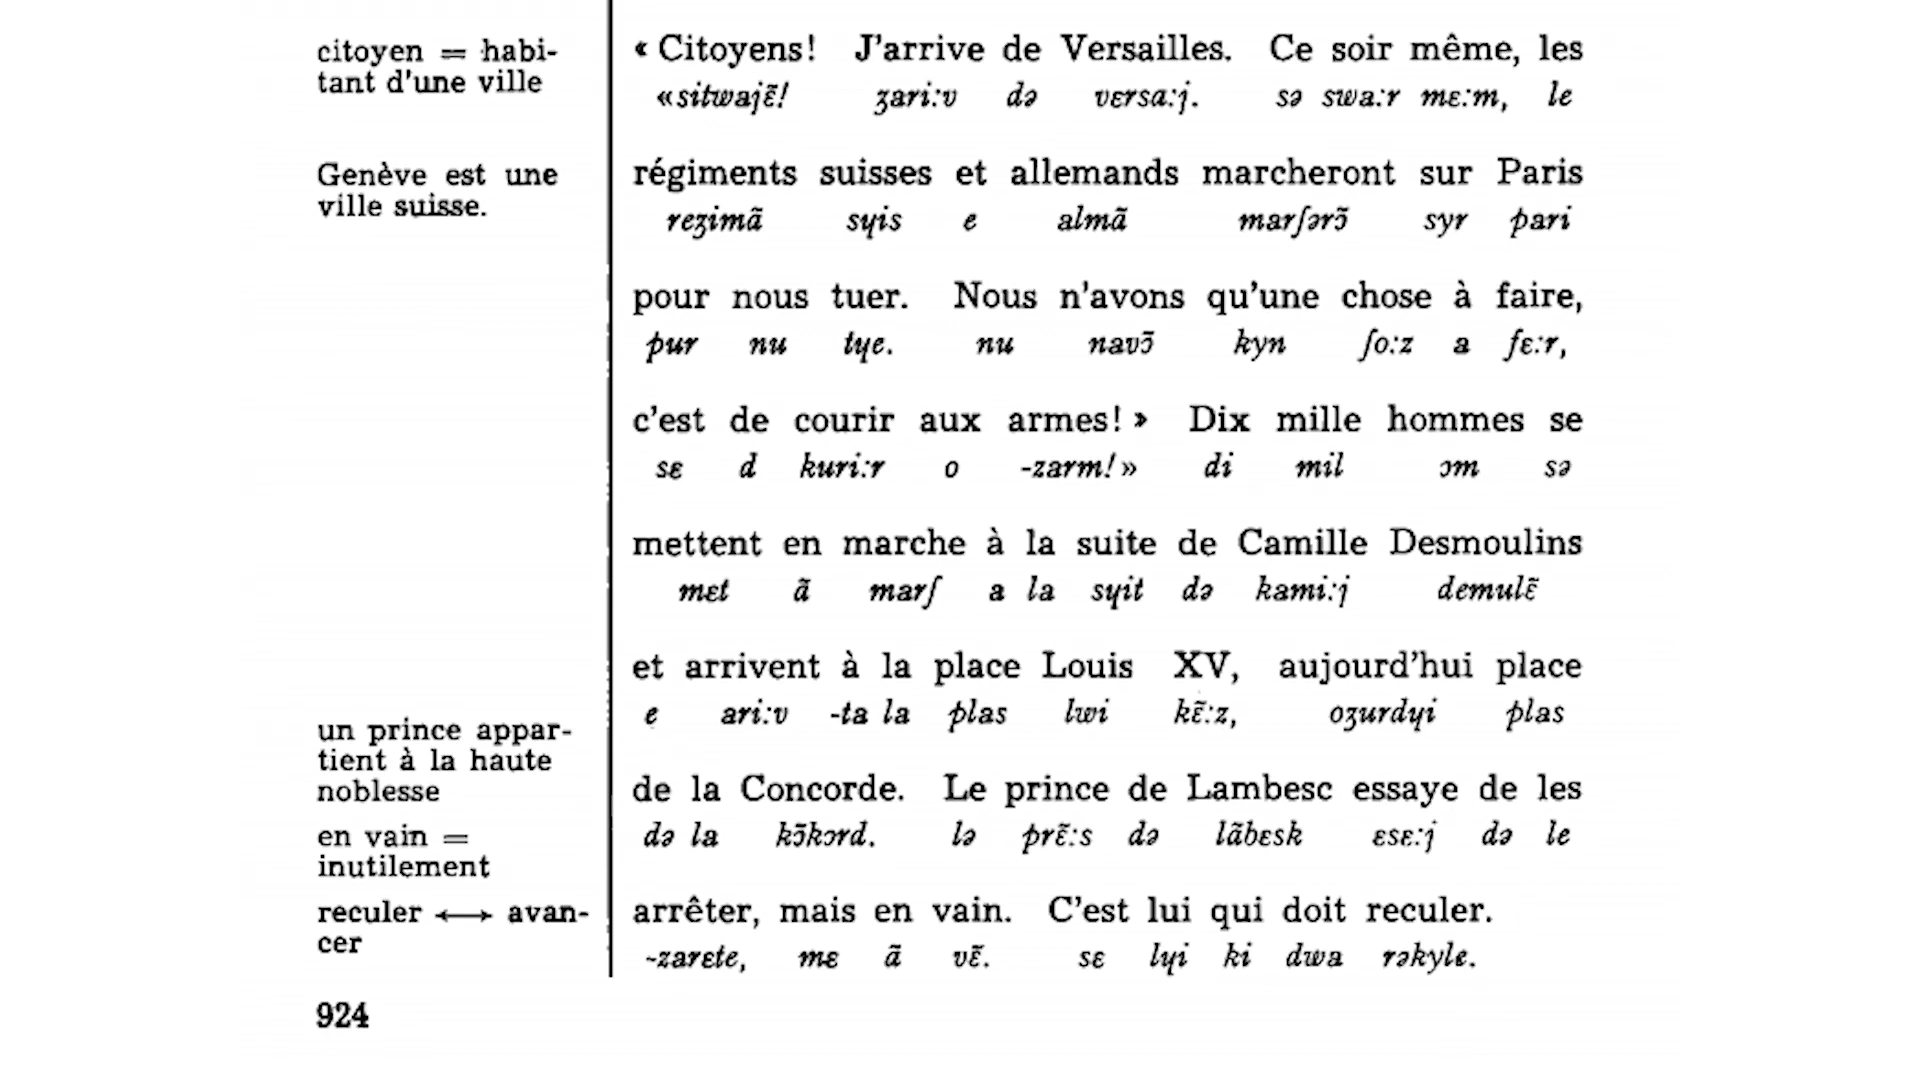 citoyen = habi-
tant d'une ville
Genève est une
ville suisse.
un prince appar-
tient à la haute
noblesse
en vain =
inutilement
reculer ⟷ avan-
cer
« Citoyens! J'arrive de Versailles. Ce soir même, les
«sitwajɛ̃! ʒari:v də vɛrsa:j. sə swa:r mɛ:m, le
régiments suisses et allemands marcheront sur Paris
reʒimɑ̃ sɥis e almɑ̃ marʃərɔ̃ syr pari
pour nous tuer. Nous n'avons qu'une chose à faire,
pur nu tɥe. nu navɔ̃ kyn ʃo:z a fɛ:r,
c'est de courir aux armes! » Dix mille hommes se
sɛ d kuri:r o -zarm!» di mil ɔm sə
mettent en marche à la suite de Camille Desmoulins
mɛt ɑ̃ marʃ a la sɥit də kami:j demulɛ̃
et arrivent à la place Louis XV, aujourd'hui place
e ari:v -ta la plas lwi kɛ̃:z, oʒurdɥi plas
de la Concorde. Le prince de Lambesc essaye de les
də la kɔ̃kɔrd. lə prɛ̃:s də lɑ̃bɛsk ɛsɛ:j də le
arrêter, mais en vain. C'est lui qui doit reculer.
-zarɛte, mɛ ɑ̃ vɛ̃. sɛ lɥi ki dwa rəkyle.
924